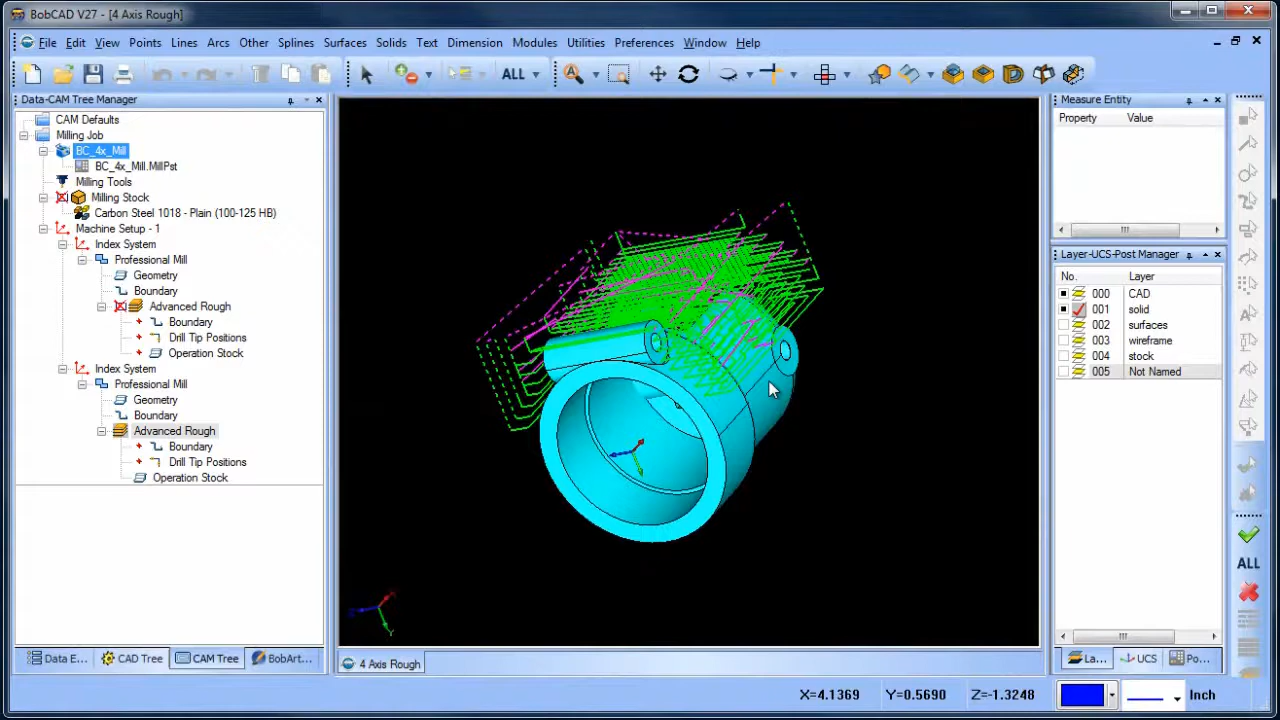 BobCAD V27 - [4 Axis Rough]
File Edit View Points Lines Arcs Other Splines Surfaces Solids Text Dimension Modules Utilities Preferences Window Help
ALL
Data-CAM Tree Manager
CAM Defaults
Milling Job
BC_4x_Mill
BC_4x_Mill.MillPst
Milling Tools
Milling Stock
Carbon Steel 1018 - Plain (100-125 HB)
Machine Setup - 1
Index System
Professional Mill
Geometry
Boundary
Advanced Rough
Boundary
Drill Tip Positions
Operation Stock
Index System
Professional Mill
Geometry
Boundary
Advanced Rough
Boundary
Drill Tip Positions
Operation Stock
Data E... CAD Tree CAM Tree BobArt...
4 Axis Rough
Measure Entity
Property Value
Layer-UCS-Post Manager
No. Layer
000 CAD
001 solid
002 surfaces
003 wireframe
004 stock
005 Not Named
La... UCS Po...
ALL
X=4.1369 Y=0.5690 Z=-1.3248 Inch